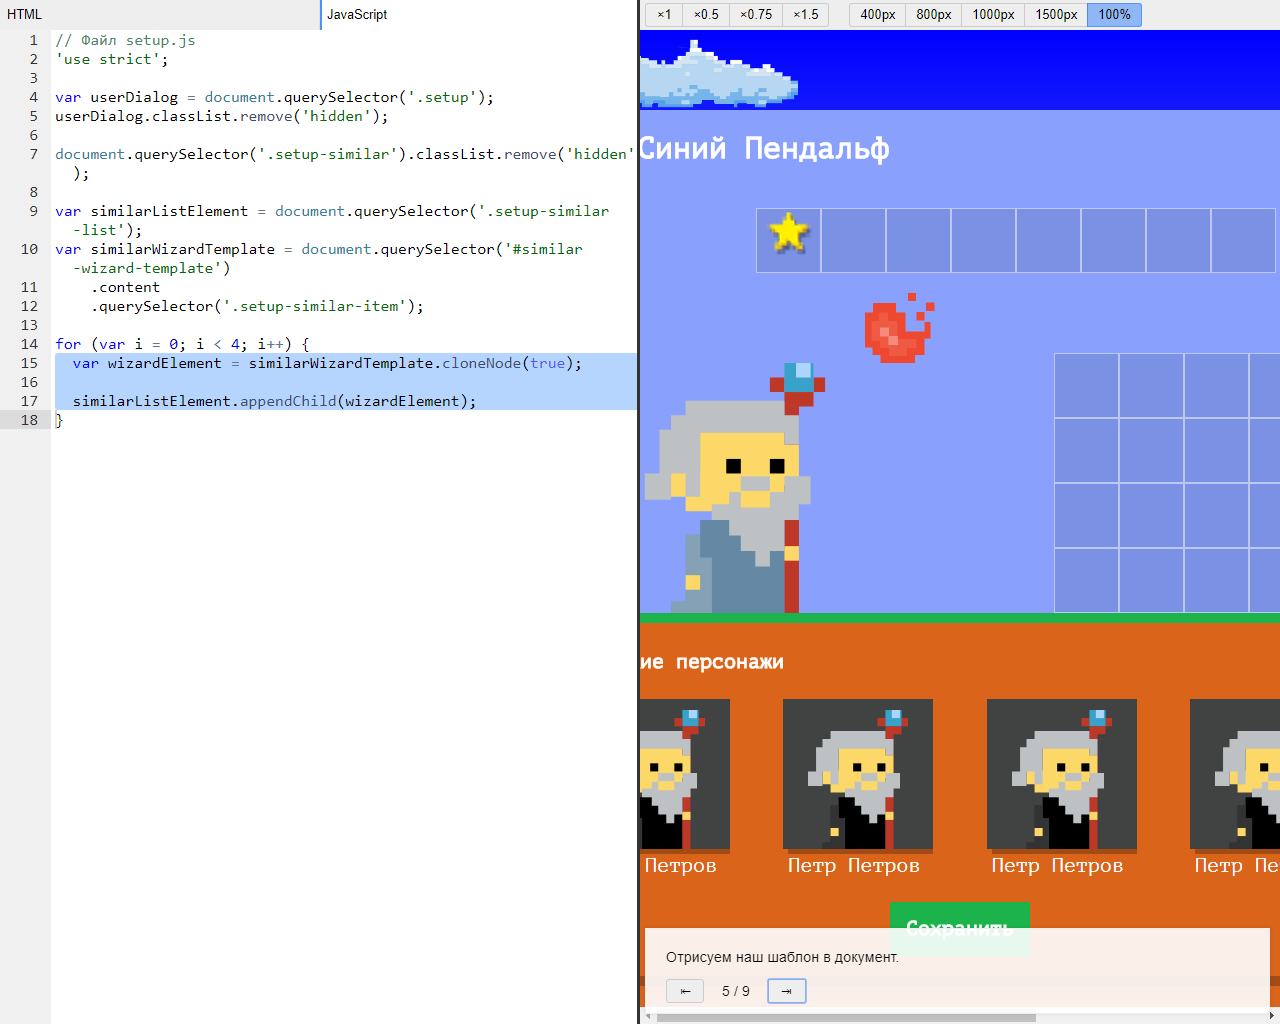 HTML
JavaScript
×1 ×0.5 ×0.75 ×1.5 400px 800px 1000px 1500px 100%
1 // Файл setup.js
2 'use strict';
3
4 var userDialog = document.querySelector('.setup');
5 userDialog.classList.remove('hidden');
6
7 document.querySelector('.setup-similar').classList.remove('hidden'
);
8
9 var similarListElement = document.querySelector('.setup-similar
-list');
10 var similarWizardTemplate = document.querySelector('#similar
-wizard-template')
11 .content
12 .querySelector('.setup-similar-item');
13
14 for (var i = 0; i < 4; i++) {
15 var wizardElement = similarWizardTemplate.cloneNode(true);
16
17 similarListElement.appendChild(wizardElement);
18 }
Синий Пендальф
ие персонажи
Петров Петр Петров Петр Петров Петр Пе
Сохранить
Отрисуем наш шаблон в документ.
5 / 9